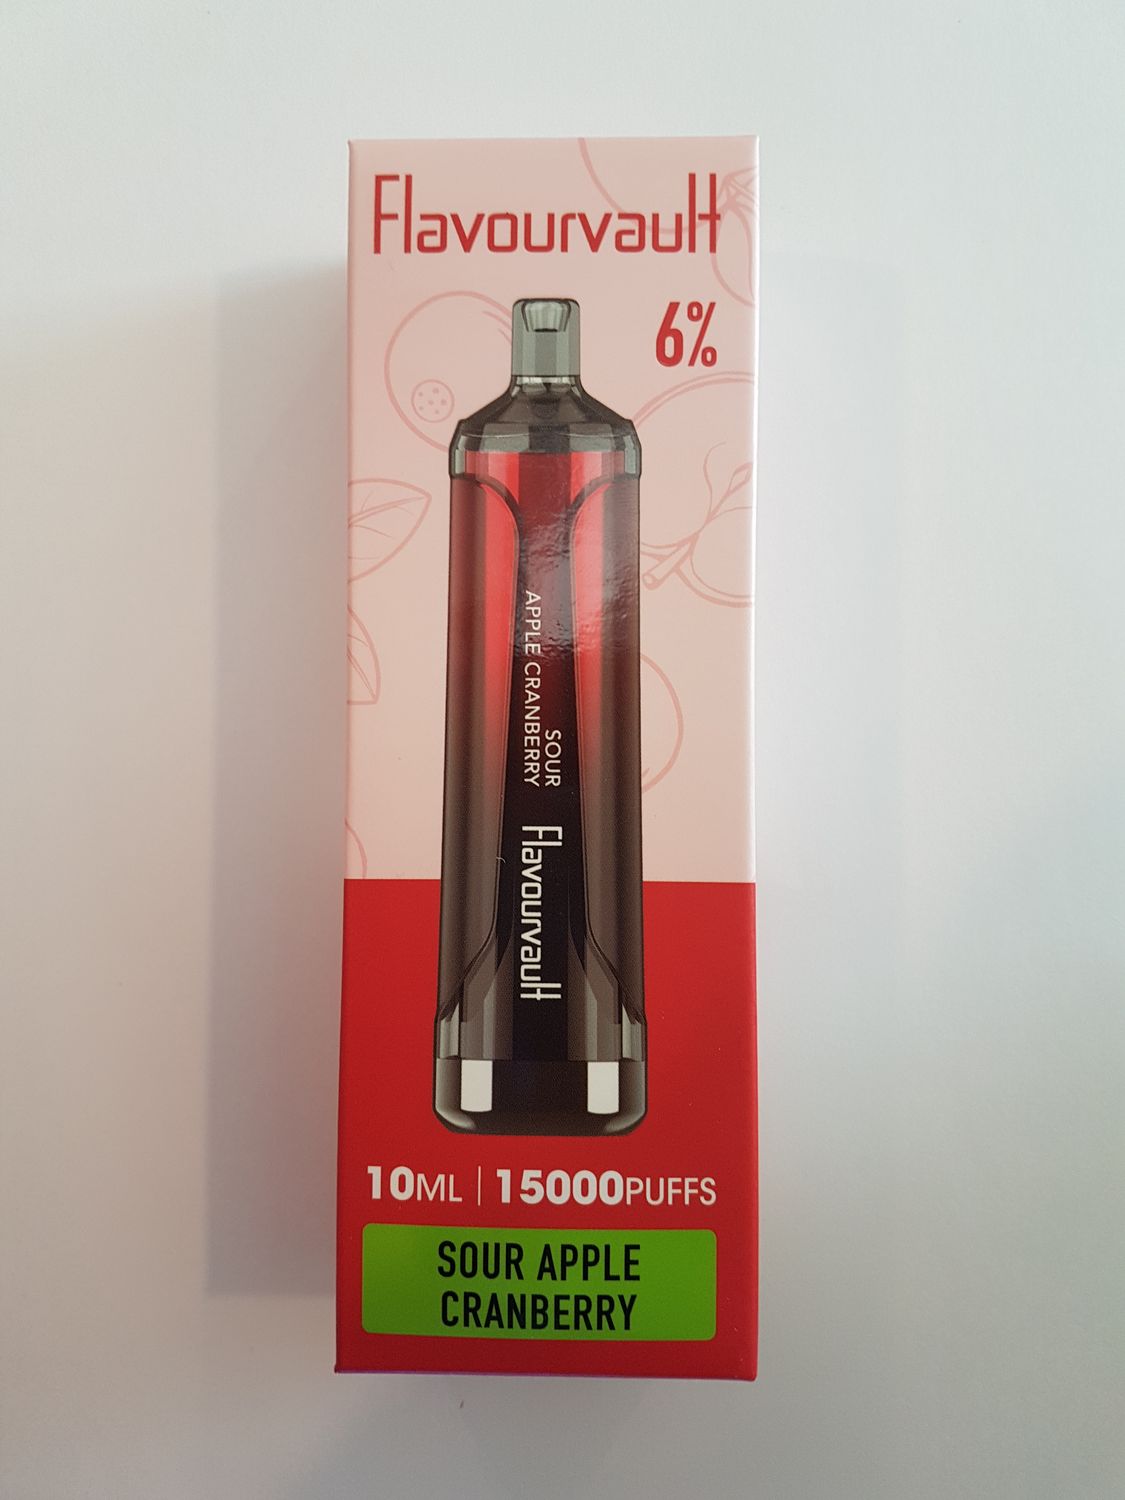 Flavourvault
6%
SOUR
APPLE CRANBERRY
Flavourvault
10ML | 15000PUFFS
SOUR APPLE
CRANBERRY